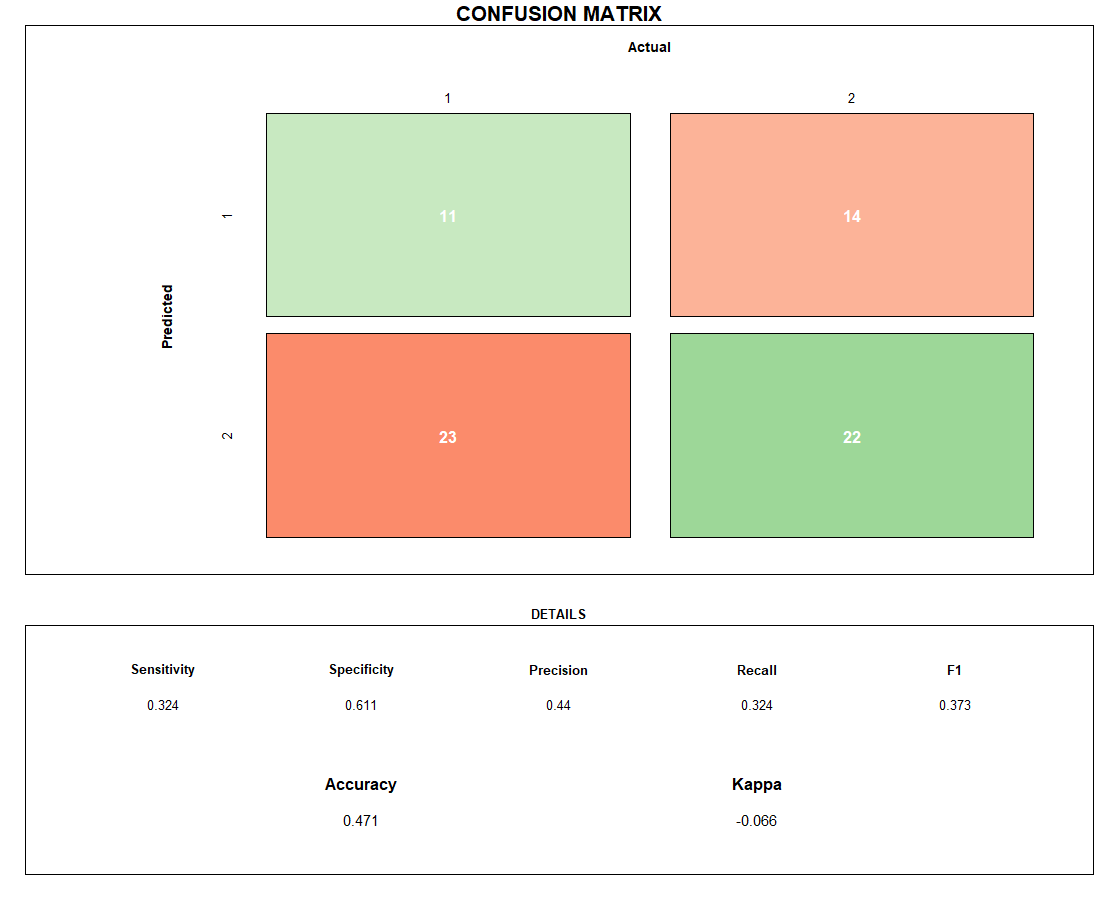 CONFUSION MATRIX
Actual
1 2
1
11 14
Predicted
2
23 22
DETAILS
Sensitivity Specificity Precision Recall F1
0.324 0.611 0.44 0.324 0.373
Accuracy Kappa
0.471 -0.066